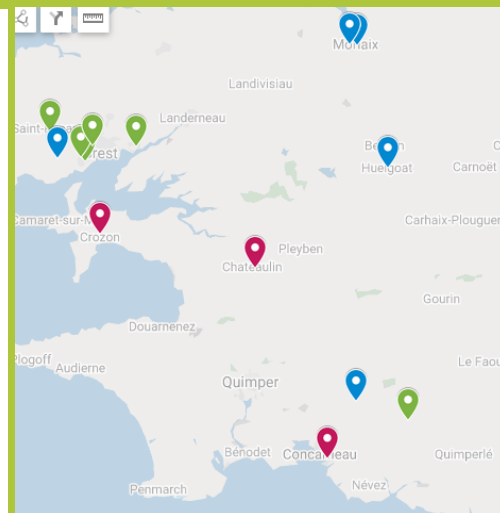 Morlaix
Landivisiau
Landerneau
Saint-
Brest
Huelgoat
Carnoët
Camaret-sur-M
Crozon
Carhaix-Plouguer
Pleyben
Chateaulin
Gourin
Douarnenez
Plogoff
Audierne
Le Faou
Quimper
Bénodet
Concarneau
Quimperlé
Névez
Penmarch